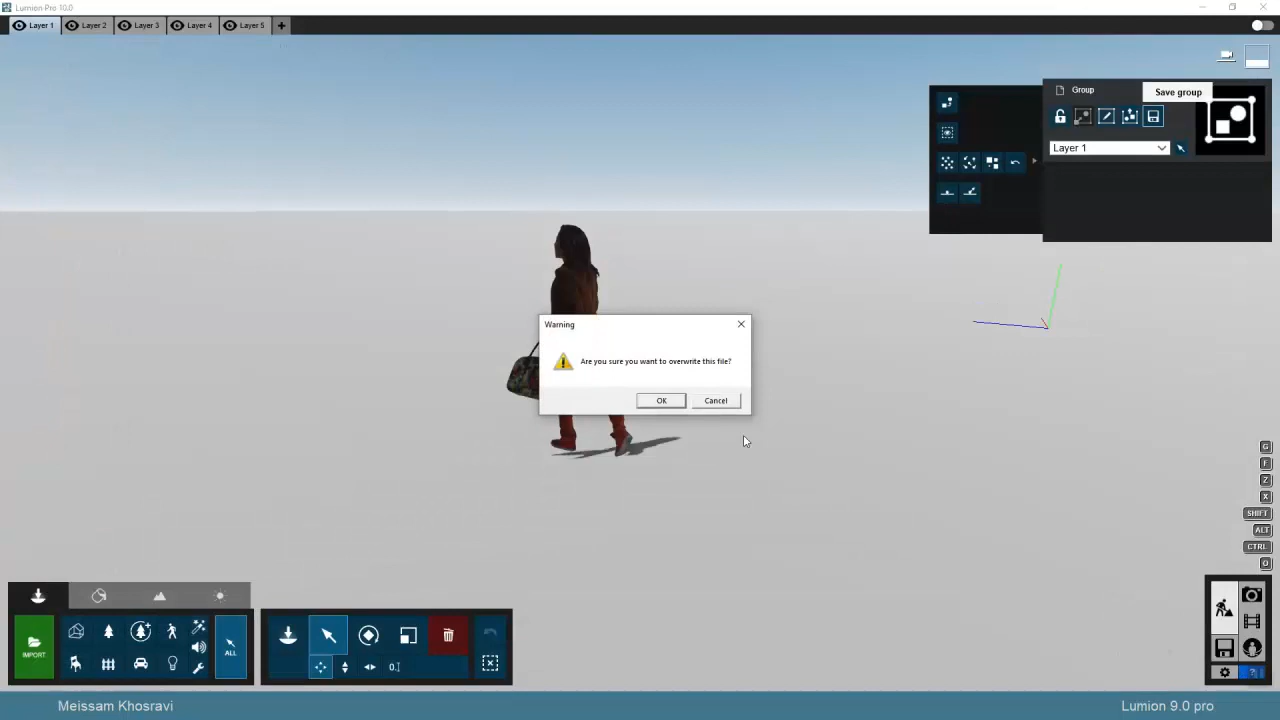 Lumion Pro 10.0
Layer 1
Layer 2
Layer 3
Layer 4
Layer 5
Group
Save group
Layer 1
Warning
Are you sure you want to overwrite this file?
OK
Cancel
G
F
Z
X
SHIFT
ALT
CTRL
O
IMPORT
ALL
Meissam Khosravi
Lumion 9.0 pro